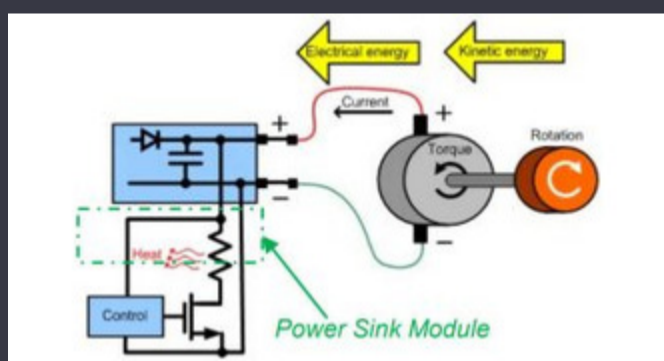 Electrical energy
Kinetic energy
Current
+
+
Rotation
Torque
−
−
Heat
Control
Power Sink Module